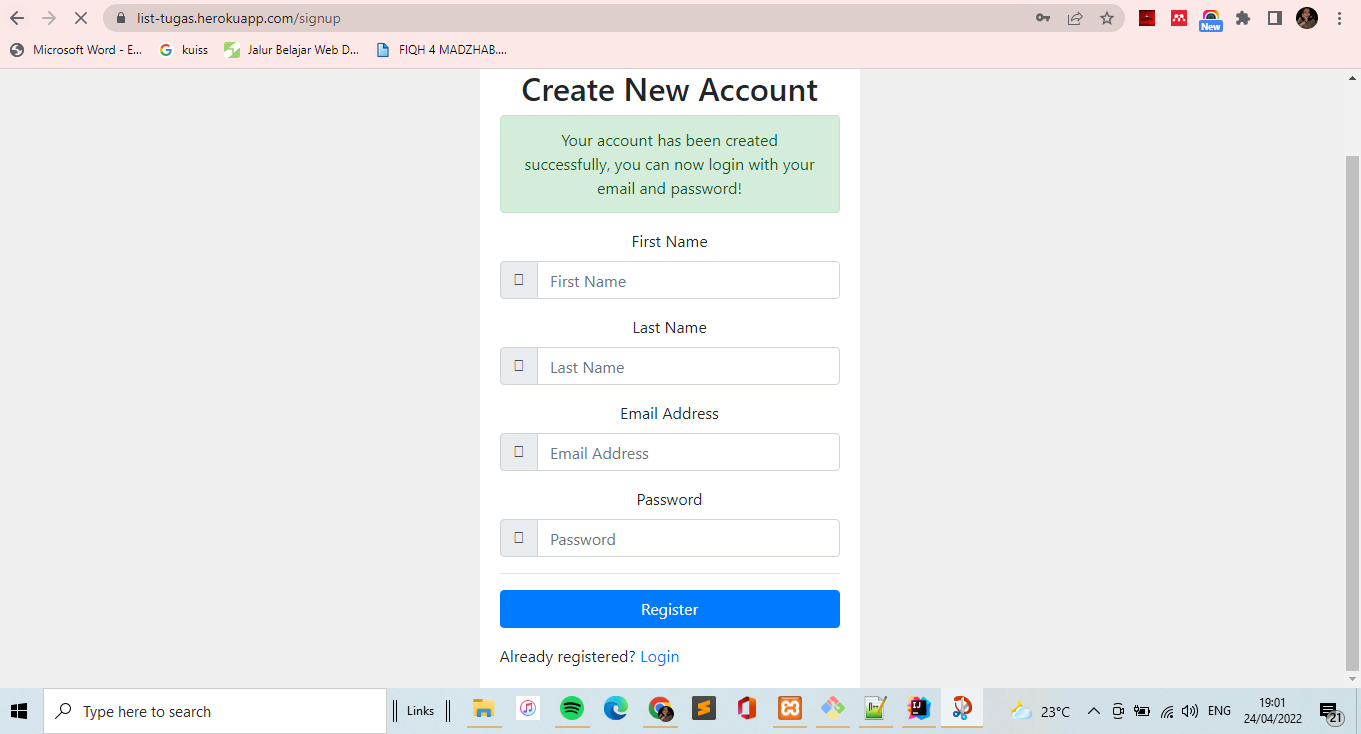 list-tugas.herokuapp.com/signup
New
Microsoft Word - E...
kuiss
Jalur Belajar Web D...
FIQH 4 MADZHAB....
Create New Account
Your account has been created
successfully, you can now login with your
email and password!
First Name
First Name
Last Name
Last Name
Email Address
Email Address
Password
Password
Register
Already registered? Login
Type here to search
Links
23°C
ENG
19:01
24/04/2022
21